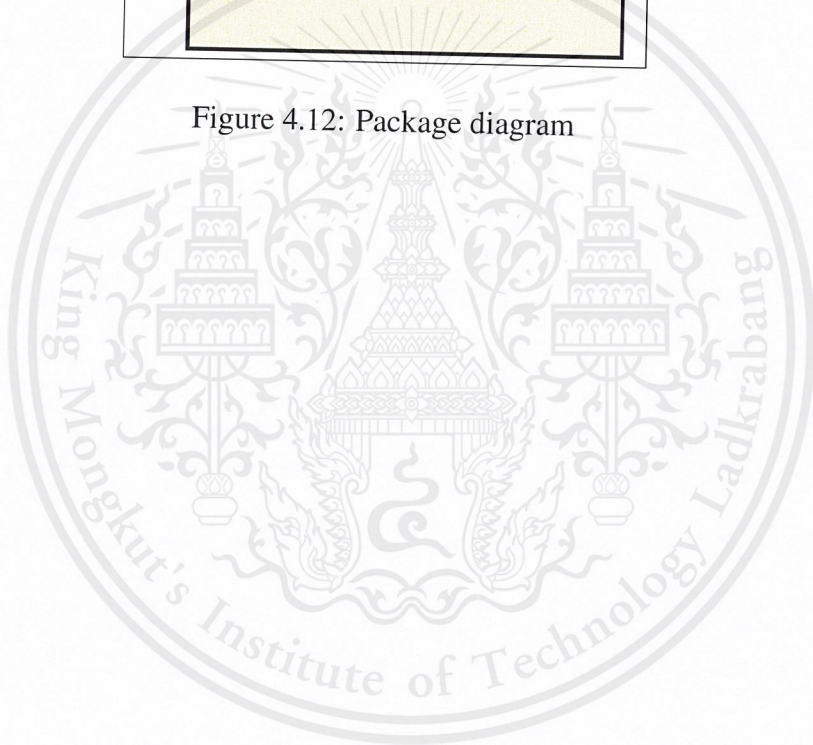 Figure 4.12: Package diagram
King Mongkut's Institute of Technology Ladkrabang